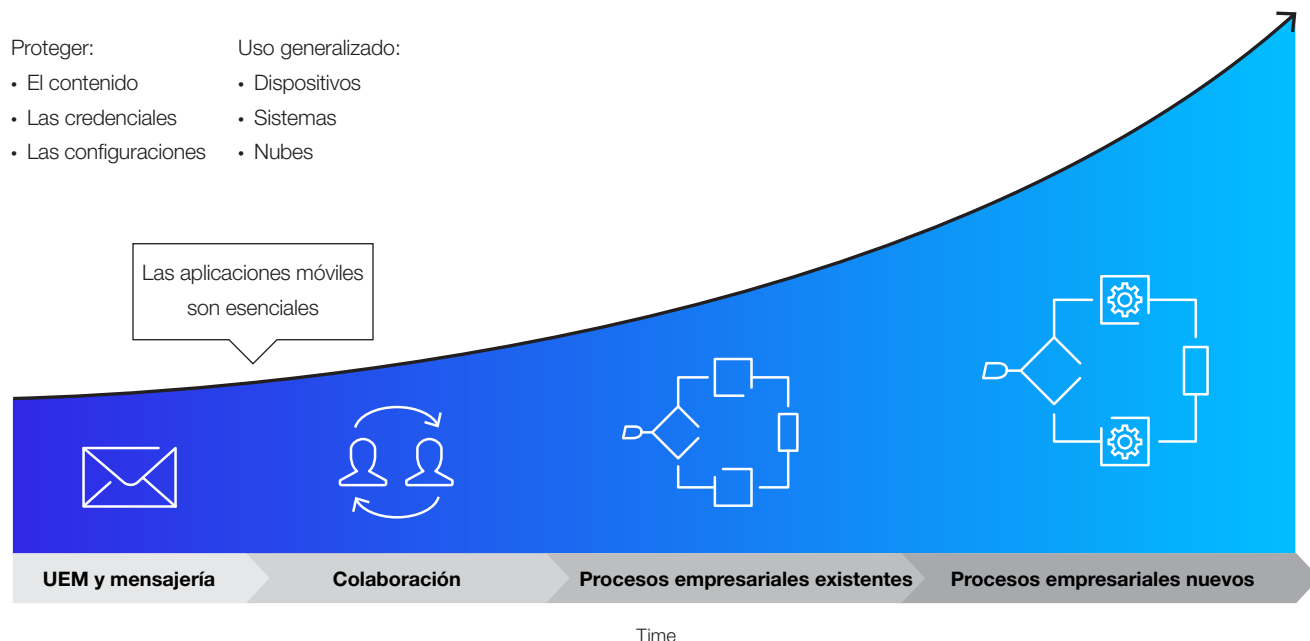 Proteger:
• El contenido
• Las credenciales
• Las configuraciones
Uso generalizado:
• Dispositivos
• Sistemas
• Nubes
Las aplicaciones móviles
son esenciales
UEM y mensajería
Colaboración
Procesos empresariales existentes
Procesos empresariales nuevos
Time